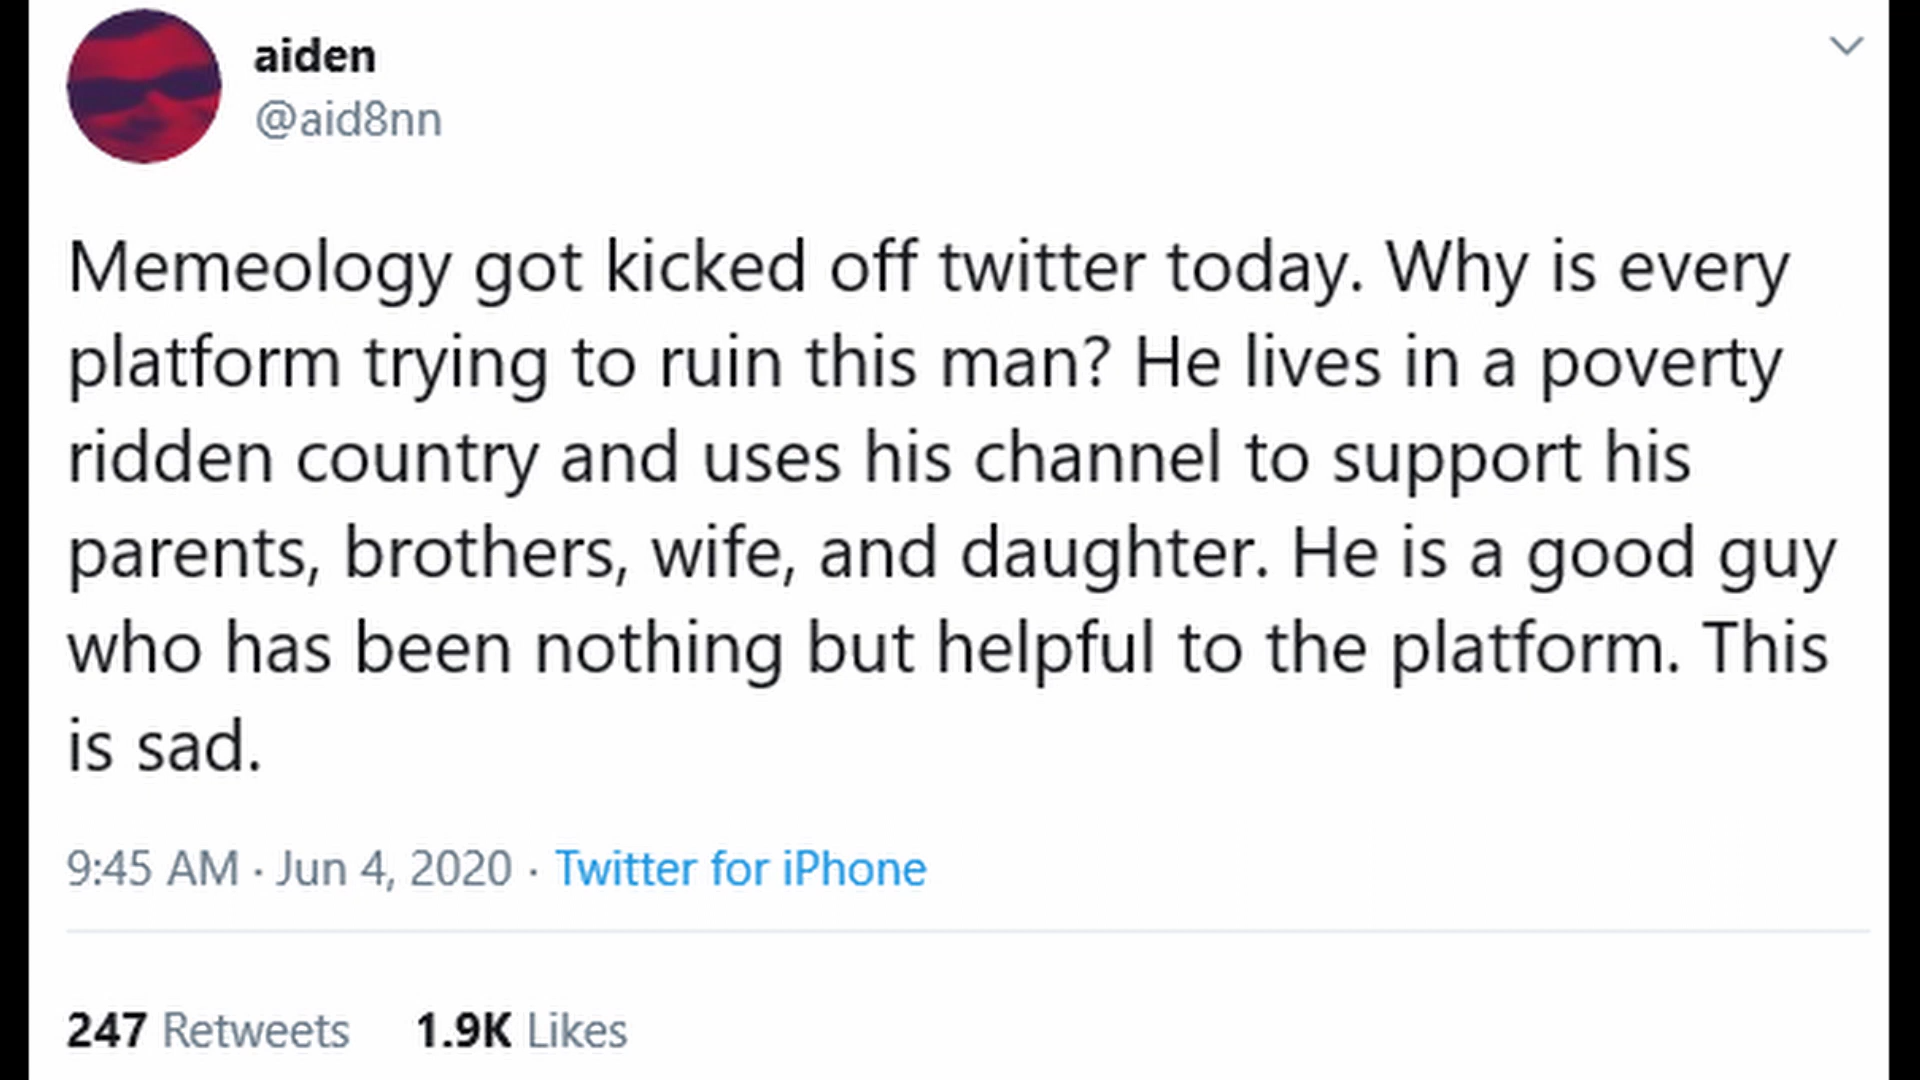 aiden
@aid8nn
Memeology got kicked off twitter today. Why is every
platform trying to ruin this man? He lives in a poverty
ridden country and uses his channel to support his
parents, brothers, wife, and daughter. He is a good guy
who has been nothing but helpful to the platform. This
is sad.
9:45 AM · Jun 4, 2020 · Twitter for iPhone
247 Retweets 1.9K Likes